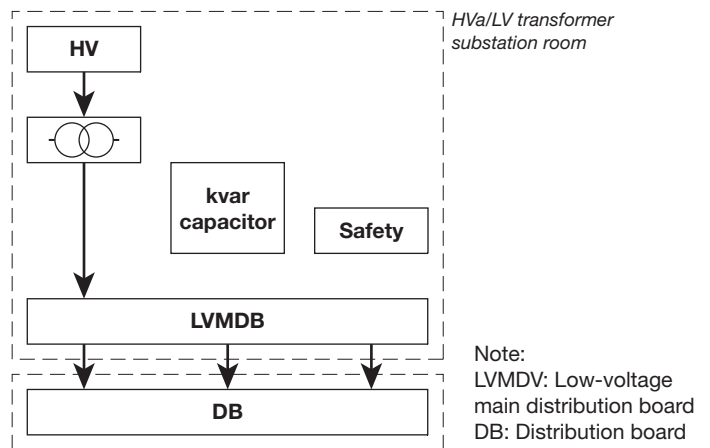 HVa/LV transformer
substation room
HV
kvar
capacitor
Safety
LVMDB
DB
Note:
LVMDV: Low-voltage
main distribution board
DB: Distribution board